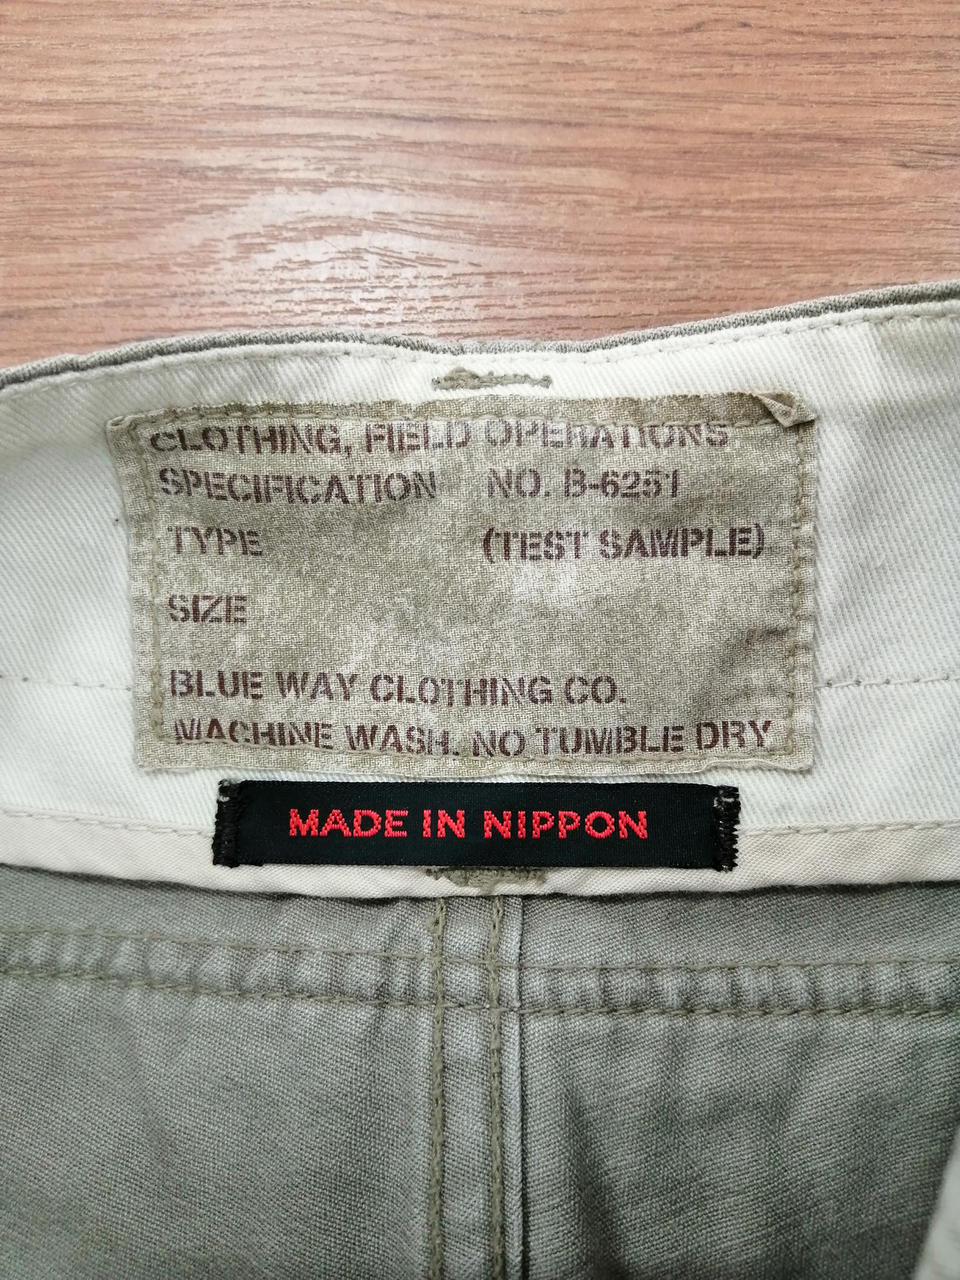 CLOTHING, FIELD OPERATIONS
SPECIFICATION NO. B-6251
TYPE (TEST SAMPLE)
SIZE
BLUE WAY CLOTHING CO.
MACHINE WASH. NO TUMBLE DRY
MADE IN NIPPON